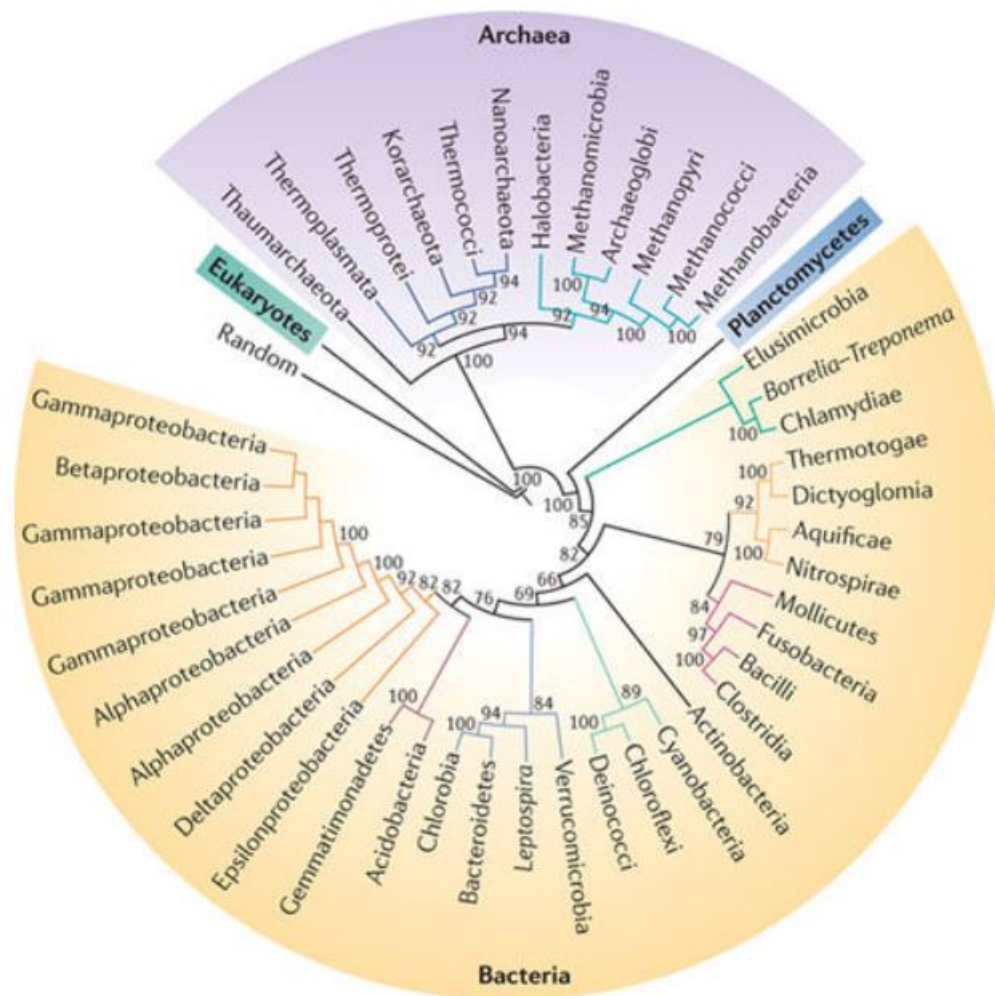 Archaea
Thaumarchaeota
Thermoplasmata
Thermoprotei
Korarchaeota
Thermococci
Nanoarchaeota
Halobacteria
Methanomicrobia
Archaeoglobi
Methanopyri
Methanococci
Methanobacteria
Eukaryotes
Random
Planctomycetes
Elusimicrobia
Borrelia–Treponema
Chlamydiae
Thermotogae
Dictyoglomia
Aquificae
Nitrospirae
Mollicutes
Fusobacteria
Bacilli
Clostridia
Actinobacteria
Cyanobacteria
Chloroflexi
Deinococci
Verrucomicrobia
Leptospira
Bacteroidetes
Chlorobia
Acidobacteria
Gemmatimonadetes
Epsilonproteobacteria
Deltaproteobacteria
Alphaproteobacteria
Alphaproteobacteria
Gammaproteobacteria
Gammaproteobacteria
Gammaproteobacteria
Betaproteobacteria
Gammaproteobacteria
92
92
92
94
94
100
92
100
94
100
100
100
100
85
82
66
69
76
82
82
92
100
100
100
100
92
100
79
84
97
100
89
100
84
94
100
100
Bacteria